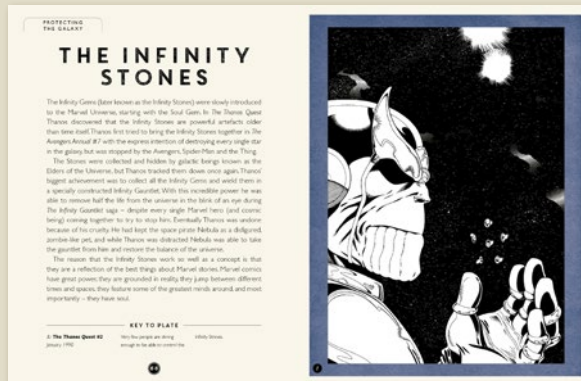 PROTECTING
THE GALAXY
THE INFINITY
STONES
The Infinity Gems (later known as the Infinity Stones) were slowly introduced
to the Marvel Universe, starting with the Soul Gem. In The Thanos Quest
Thanos discovered that the Infinity Stones are powerful artefacts older
than time itself. Thanos first tried to bring the Infinity Stones together in The
Avengers Annual #7 with the express intention of destroying every single star
in the galaxy, but was stopped by the Avengers, Spider-Man and the Thing.
The Stones were collected and hidden by galactic beings known as the
Elders of the Universe, but Thanos tracked them down once again. Thanos'
biggest achievement was to collect all the Infinity Gems and wield them in
a specially constructed Infinity Gauntlet. With this incredible power he was
able to remove half the life from the universe in the blink of an eye during
The Infinity Gauntlet saga – despite every single Marvel hero (and cosmic
being) coming together to try to stop him. Eventually Thanos was undone
because of his cruelty. He had kept the space pirate Nebula as a disfigured,
zombie-like pet, and while Thanos was distracted Nebula was able to take
the gauntlet from him and restore the balance of the universe.
The reason that the Infinity Stones work so well as a concept is that
they are a reflection of the best things about Marvel stories. Marvel comics
have great power, they are grounded in reality, they jump between different
times and spaces, they feature some of the greatest minds around, and most
importantly – they have soul.
KEY TO PLATE
The Thanos Quest #2
January 1990
Very few people are strong
enough to be able to control the
Infinity Stones.